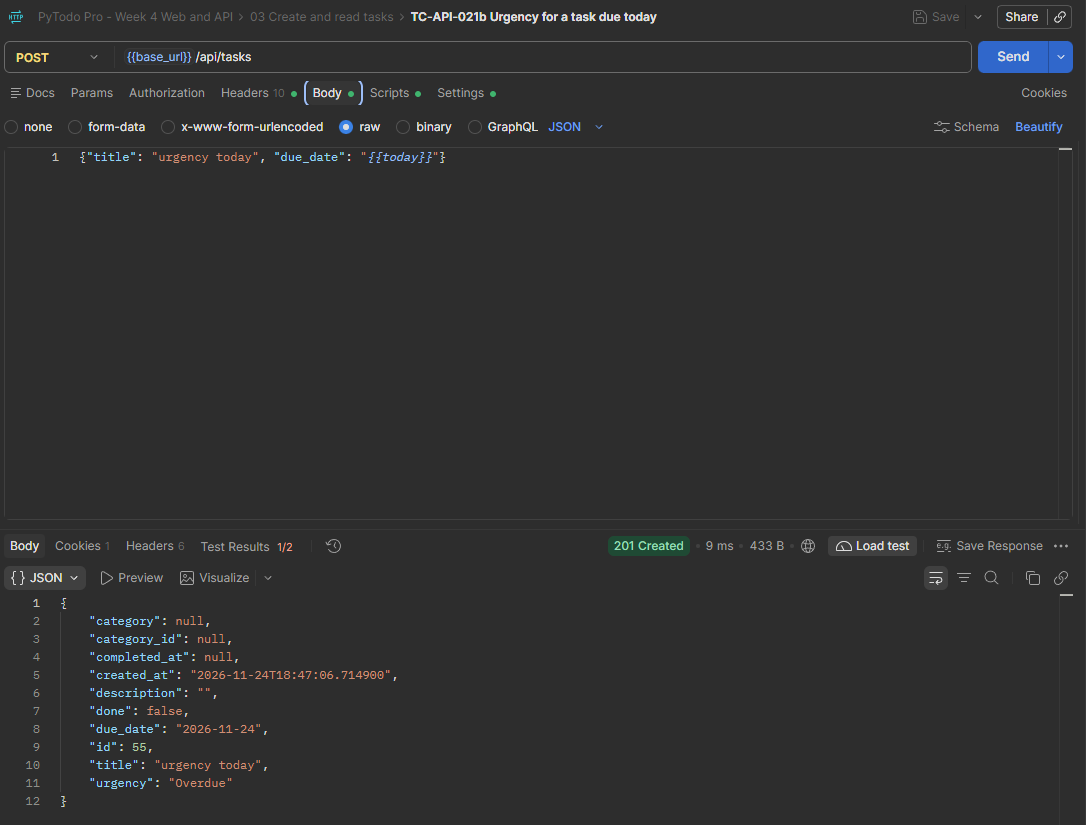 HTTP PyTodo Pro - Week 4 Web and API > 03 Create and read tasks > TC-API-021b Urgency for a task due today Save Share
POST {{base_url}} /api/tasks Send
Docs Params Authorization Headers 10 Body Scripts Settings Cookies
none form-data x-www-form-urlencoded raw binary GraphQL JSON Schema Beautify
1 {"title": "urgency today", "due_date": "{{today}}"}
Body Cookies 1 Headers 6 Test Results 1/2 201 Created 9 ms 433 B Load test e.g. Save Response
{} JSON Preview Visualize
1 {
2 "category": null,
3 "category_id": null,
4 "completed_at": null,
5 "created_at": "2026-11-24T18:47:06.714900",
6 "description": "",
7 "done": false,
8 "due_date": "2026-11-24",
9 "id": 55,
10 "title": "urgency today",
11 "urgency": "Overdue"
12 }